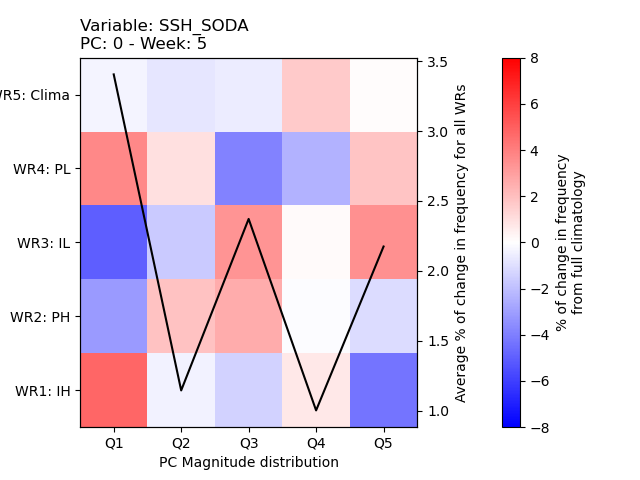 Variable: SSH_SODA
PC: 0 - Week: 5
WR5: Clima
WR4: PL
WR3: IL
WR2: PH
WR1: IH
Q1 Q2 Q3 Q4 Q5
PC Magnitude distribution
3.5
3.0
2.5
2.0
1.5
1.0
Average % of change in frequency for all WRs
8
6
4
2
0
−2
−4
−6
−8
% of change in frequency
from full climatology